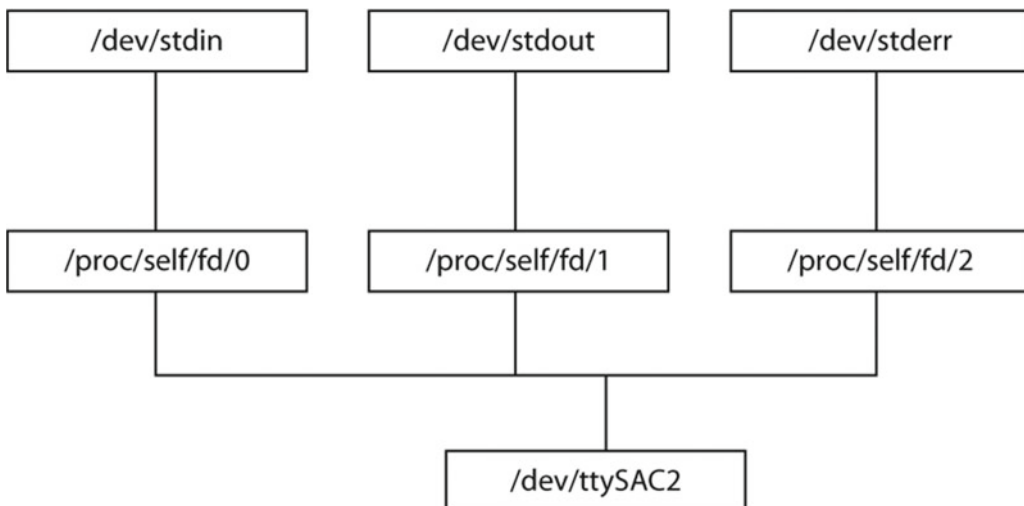 /dev/stdin
/dev/stdout
/dev/stderr
/proc/self/fd/0
/proc/self/fd/1
/proc/self/fd/2
/dev/ttySAC2